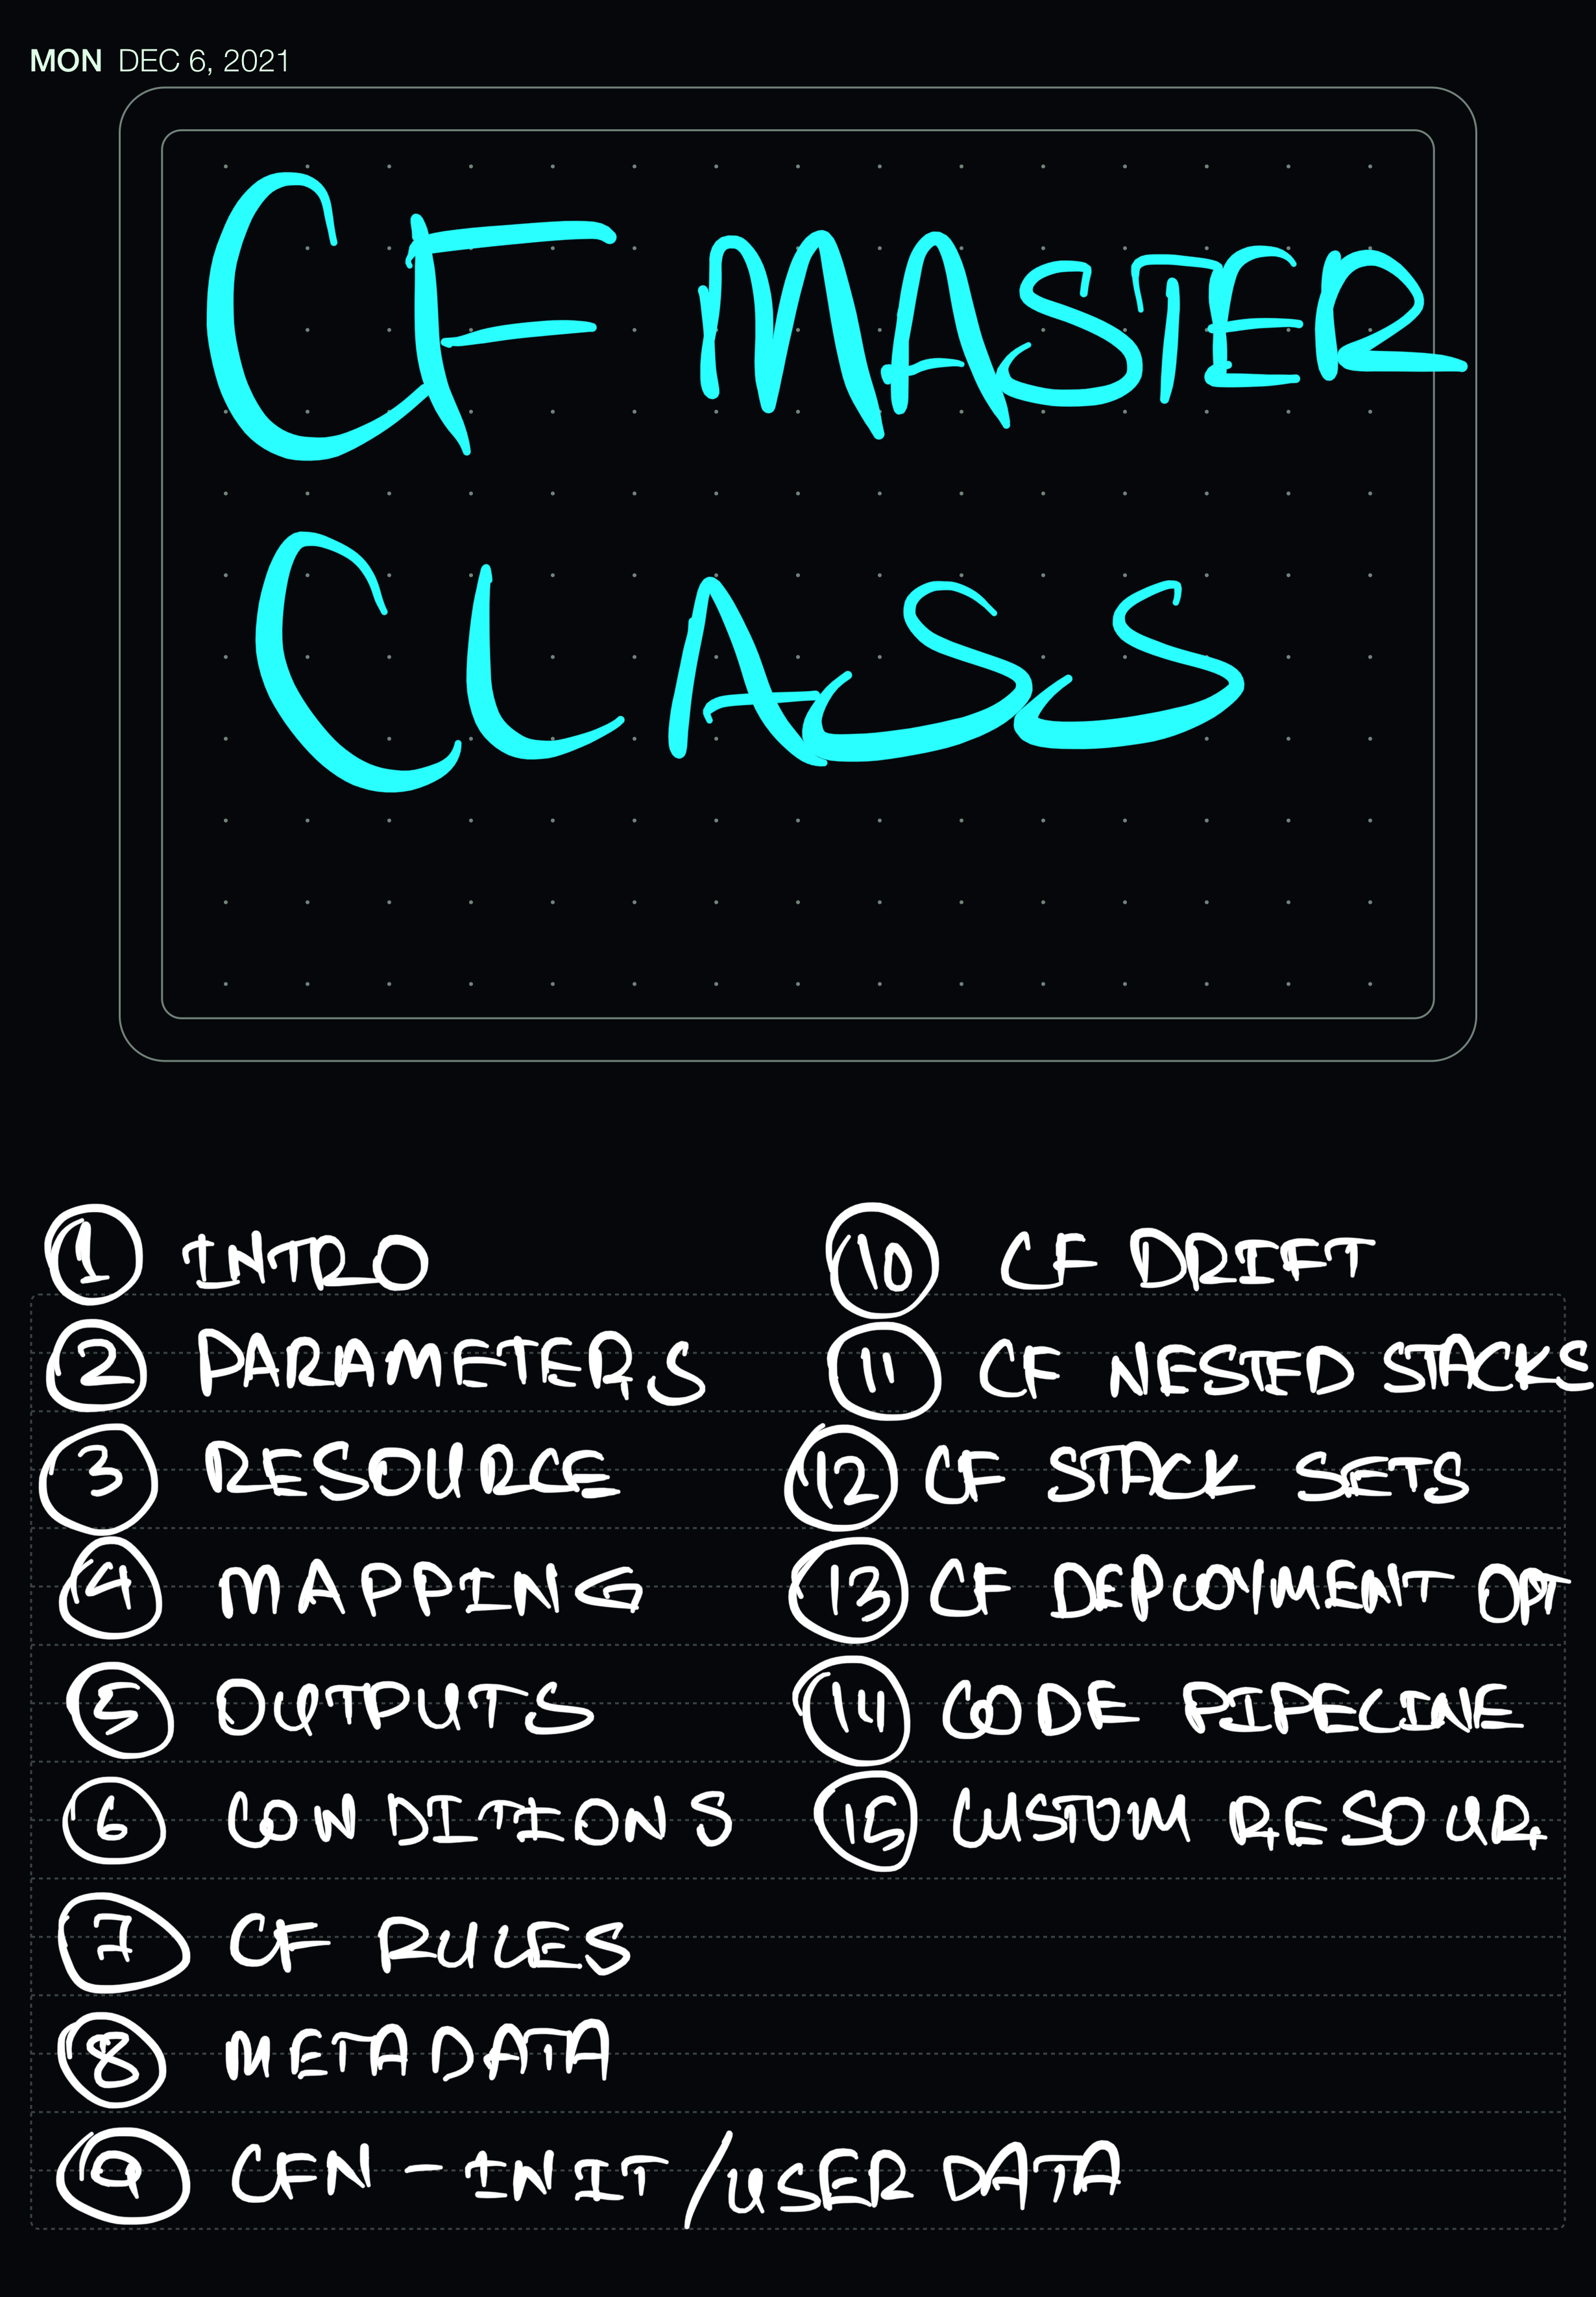 MON DEC 6, 2021
CF MASTER
CLASS
1 INTRO
2 PARAMETERS
3 RESOURCE
4 MAPPING
5 OUTPUTS
6 CONDITIONS
7 CF RULES
8 METADATA
9 CFN-INIT/USER DATA
10 CF DRIFT
11 CF NESTED STACKS
12 CF STACK SETS
13 CF DEPLOYMENT OPT
14 CODE PIPELINE
15 CUSTOM RESOUR